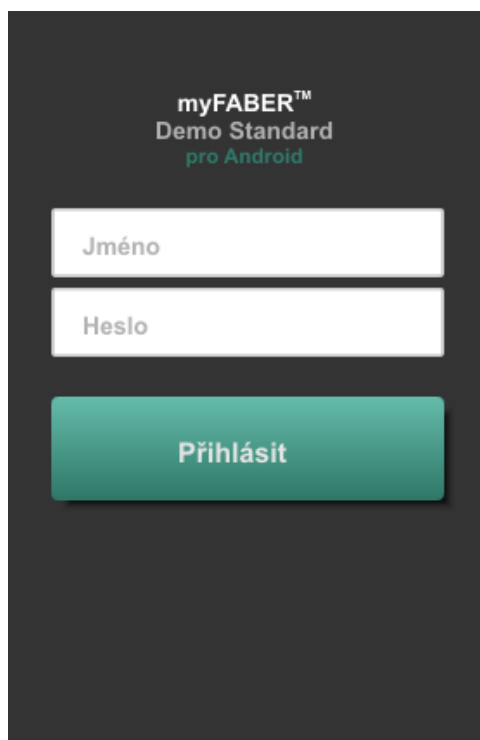 myFABER™
Demo Standard
pro Android
Jméno
Heslo
Přihlásit